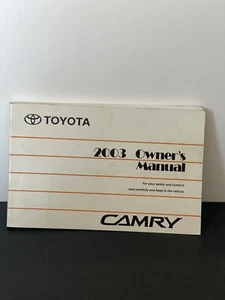 TOYOTA
2003 Owner's
Manual
For your safety and comfort,
read carefully and keep in the vehicle.
CAMRY